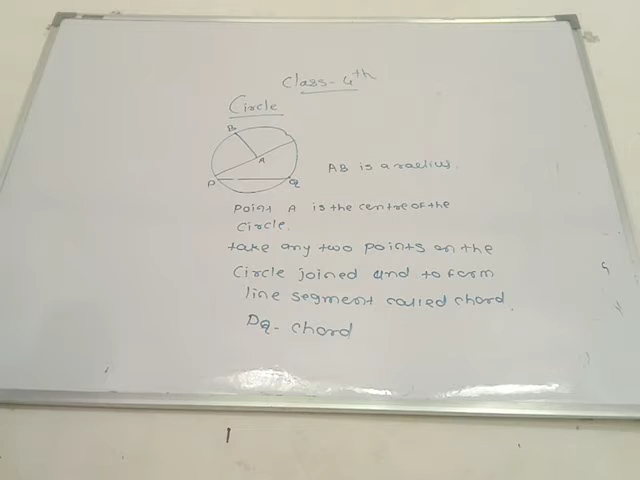 Class-4th
Circle
B
A
P
Q
AB is a radius.
Point A is the centre of the
circle.
take any two points on the
Circle joined and to form
line segment called chord.
PQ- chord